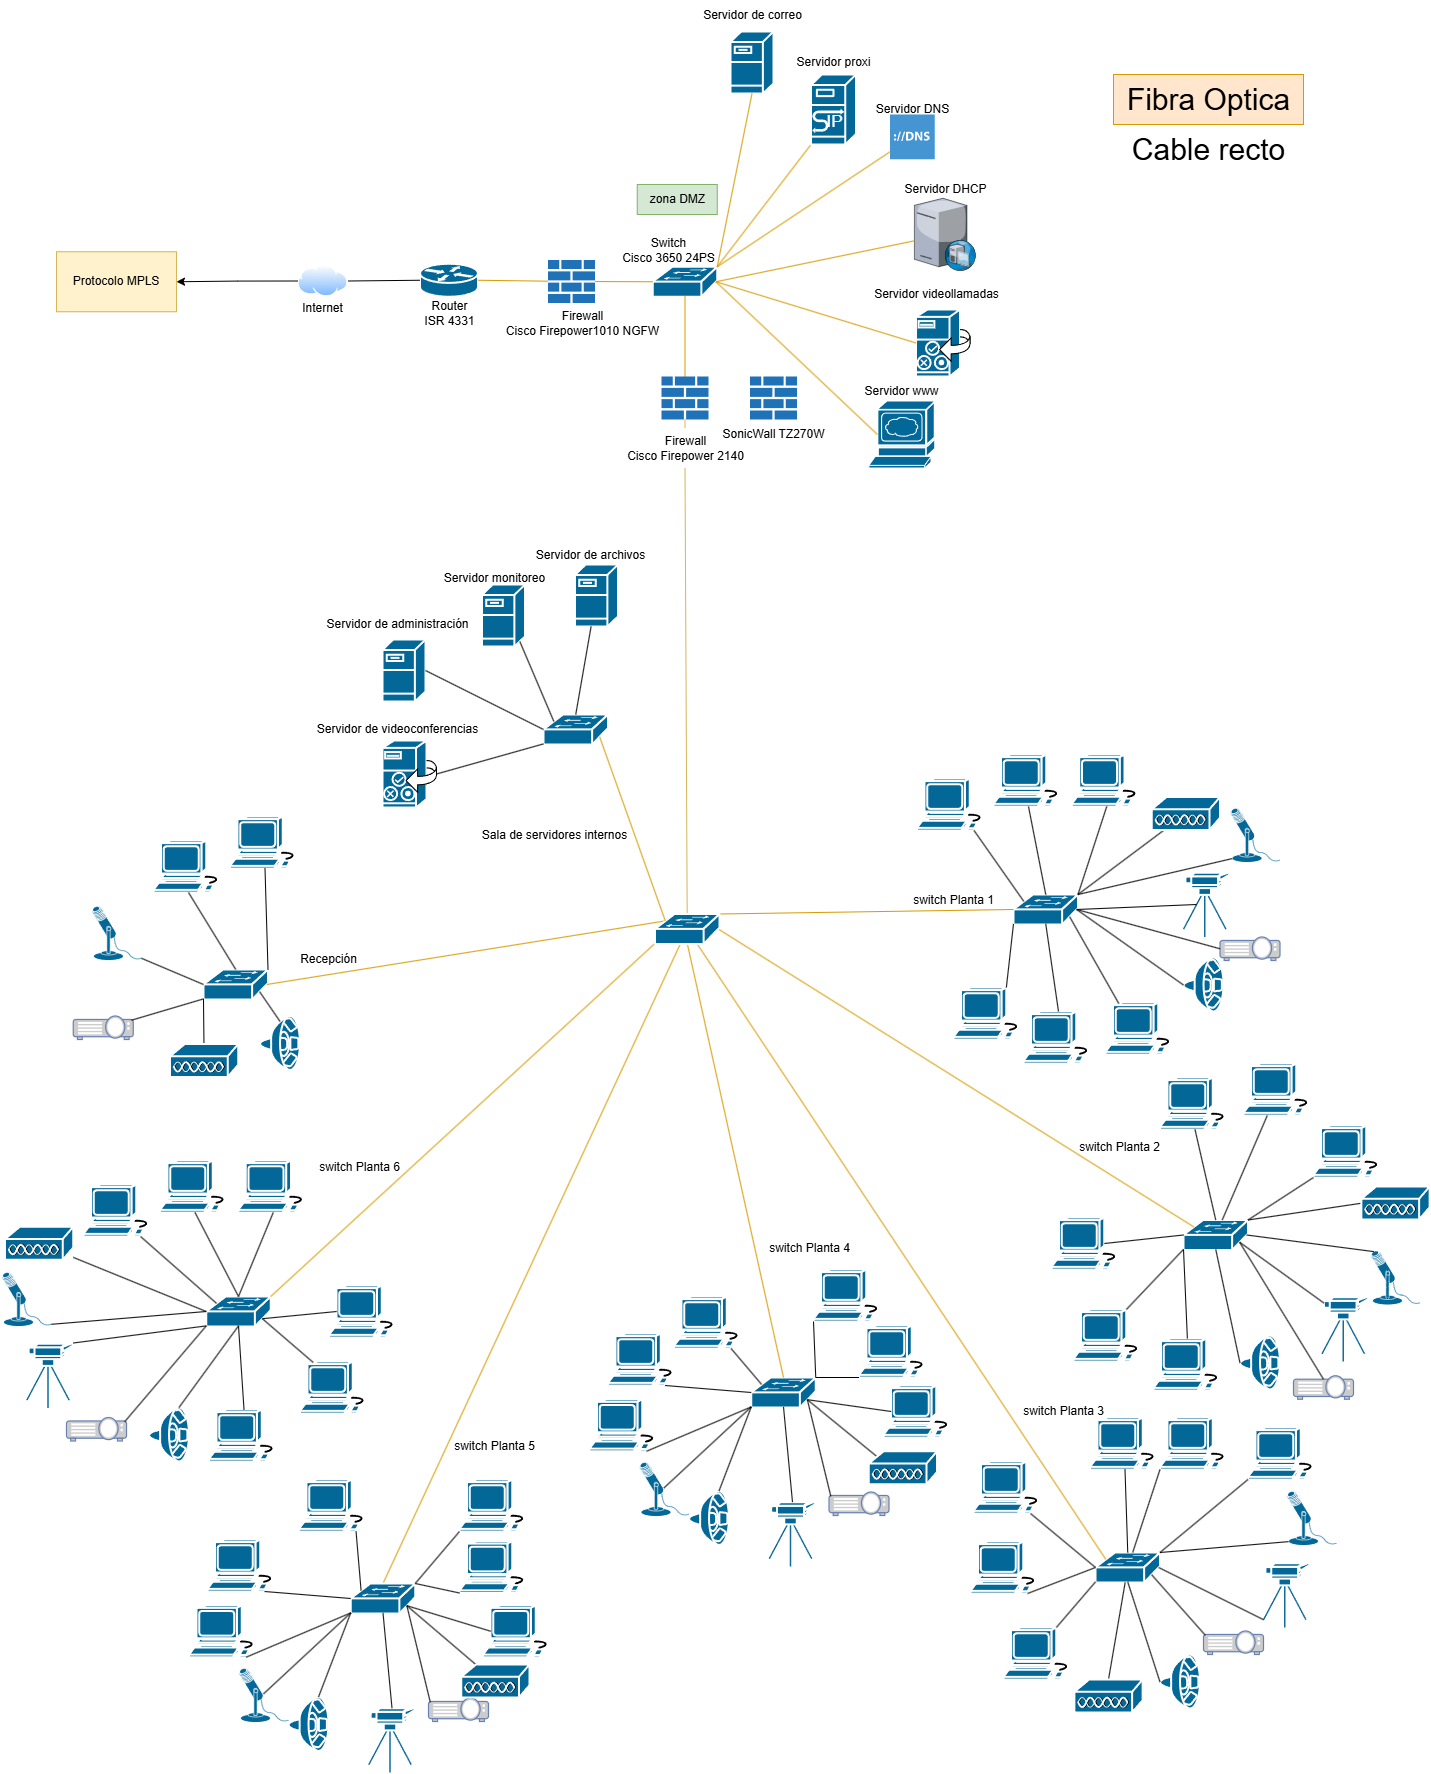 Servidor de correo
Servidor proxi
SIP
Servidor DNS
://DNS
Fibra Optica
Cable recto
Servidor DHCP
zona DMZ
Switch
Cisco 3650 24PS
Protocolo MPLS
Internet
Router
ISR 4331
Firewall
Cisco Firepower1010 NGFW
Servidor videollamadas
Servidor www
SonicWall TZ270W
Firewall
Cisco Firepower 2140
Servidor de archivos
Servidor monitoreo
Servidor de administración
Servidor de videoconferencias
Sala de servidores internos
switch Planta 1
Recepción
switch Planta 2
switch Planta 6
switch Planta 4
switch Planta 3
switch Planta 5